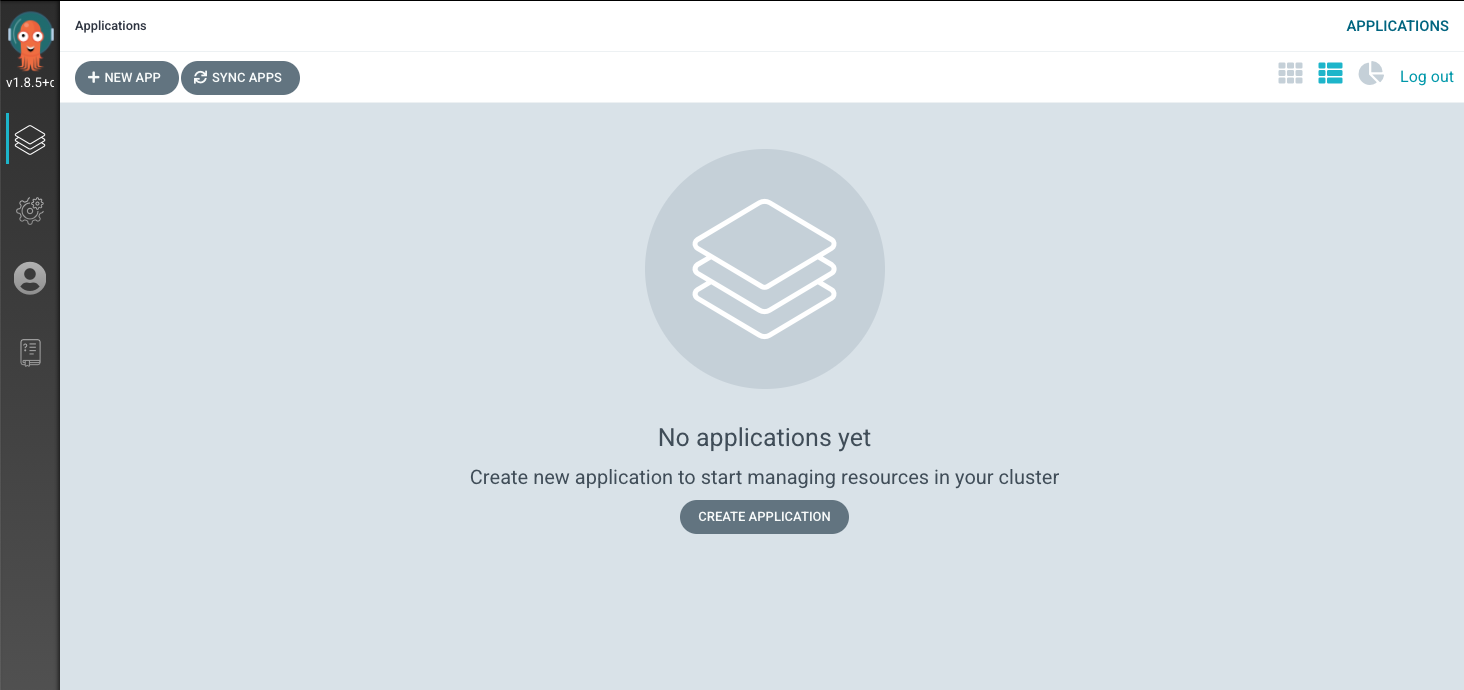 Applications
APPLICATIONS
v1.8.5+
NEW APP
SYNC APPS
Log out
No applications yet
Create new application to start managing resources in your cluster
CREATE APPLICATION